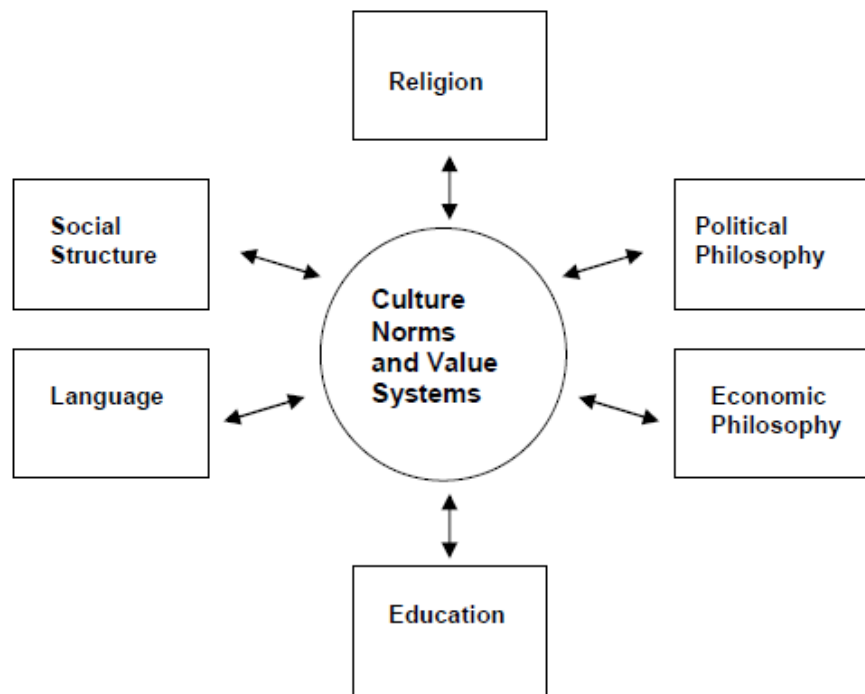 Religion
Social
Structure
Political
Philosophy
Culture
Norms
and Value
Systems
Language
Economic
Philosophy
Education